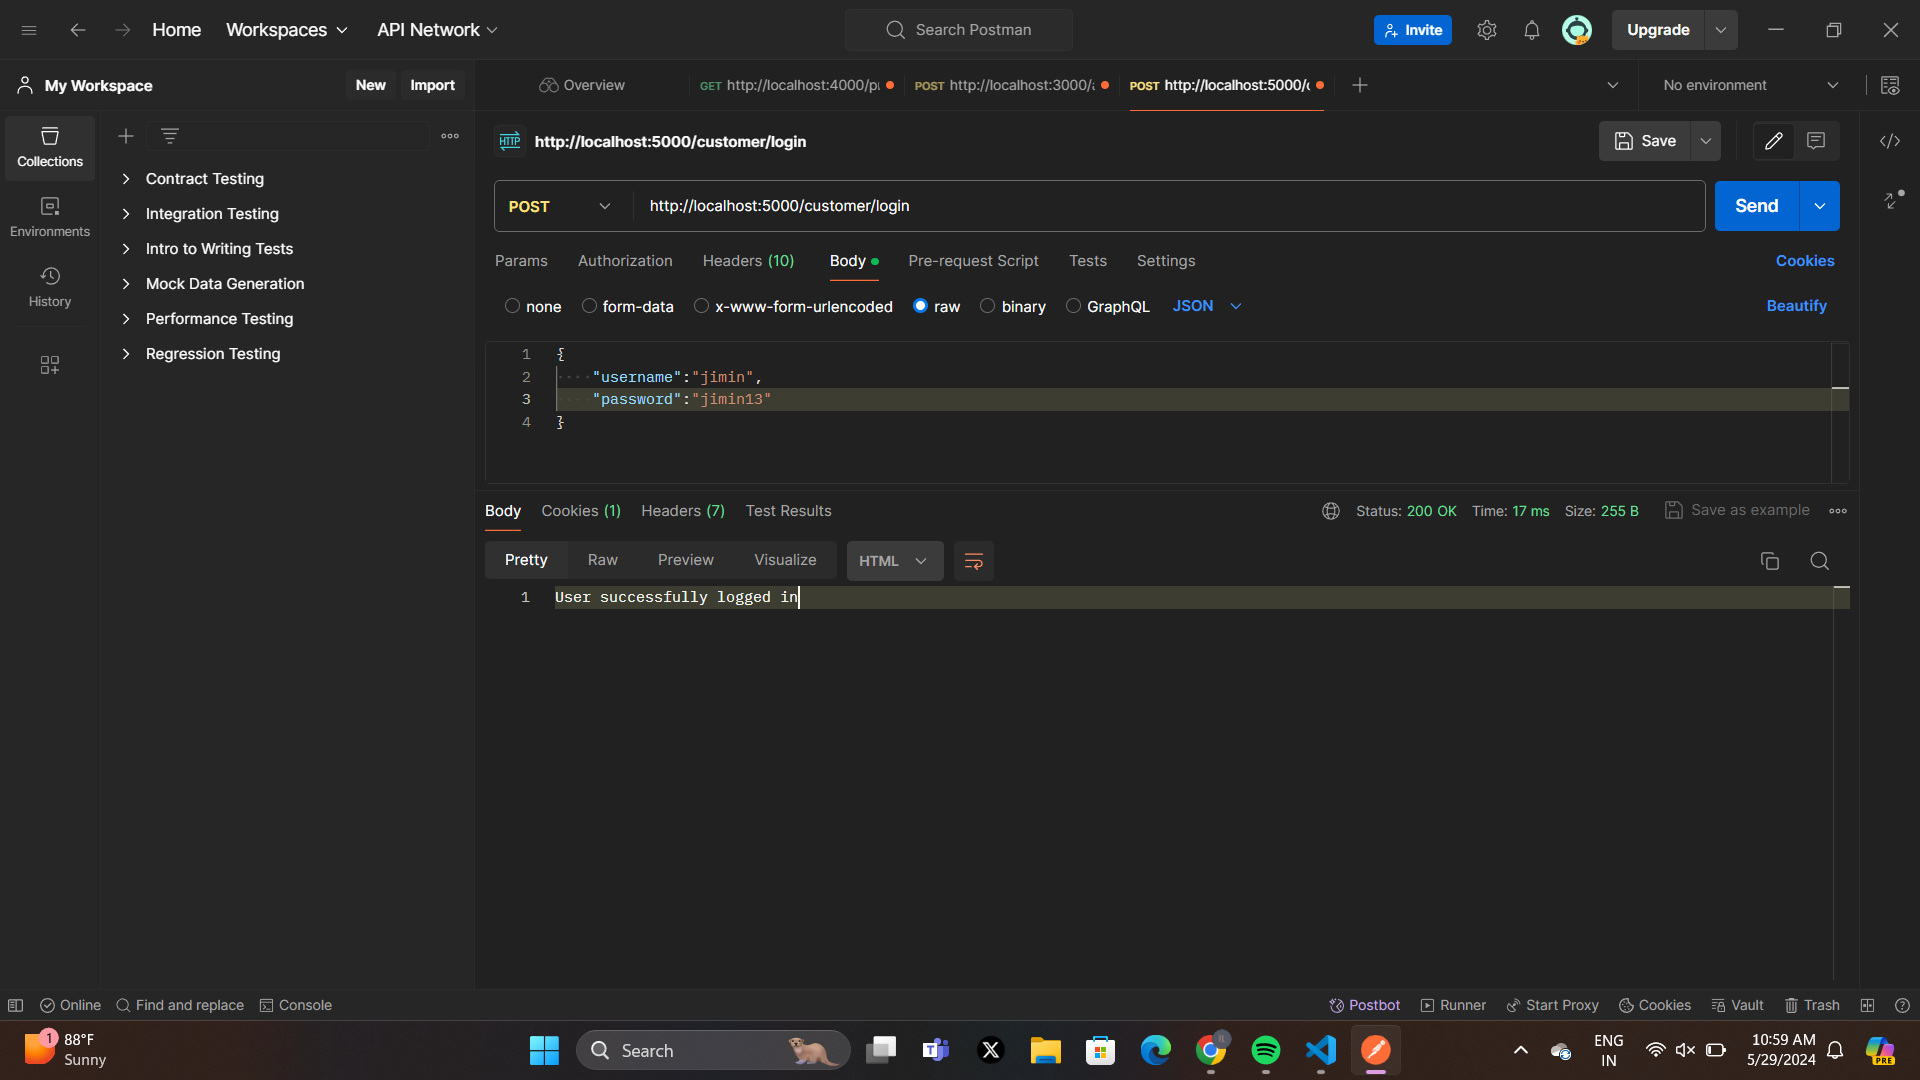 Home Workspaces API Network Search Postman Invite Upgrade
My Workspace New Import Overview GET http://localhost:4000/p POST http://localhost:3000/ POST http://localhost:5000/ No environment
Collections
Environments
History
Contract Testing
Integration Testing
Intro to Writing Tests
Mock Data Generation
Performance Testing
Regression Testing
HTTP http://localhost:5000/customer/login Save
POST http://localhost:5000/customer/login Send
Params Authorization Headers (10) Body Pre-request Script Tests Settings Cookies
none form-data x-www-form-urlencoded raw binary GraphQL JSON Beautify
1 {
2 "username":"jimin",
3 "password":"jimin13"
4 }
Body Cookies (1) Headers (7) Test Results Status: 200 OK Time: 17 ms Size: 255 B Save as example
Pretty Raw Preview Visualize HTML
1 User successfully logged in
Online Find and replace Console Postbot Runner Start Proxy Cookies Vault Trash
1 88°F
Sunny
Search
ENG
IN
10:59 AM
5/29/2024
PRE